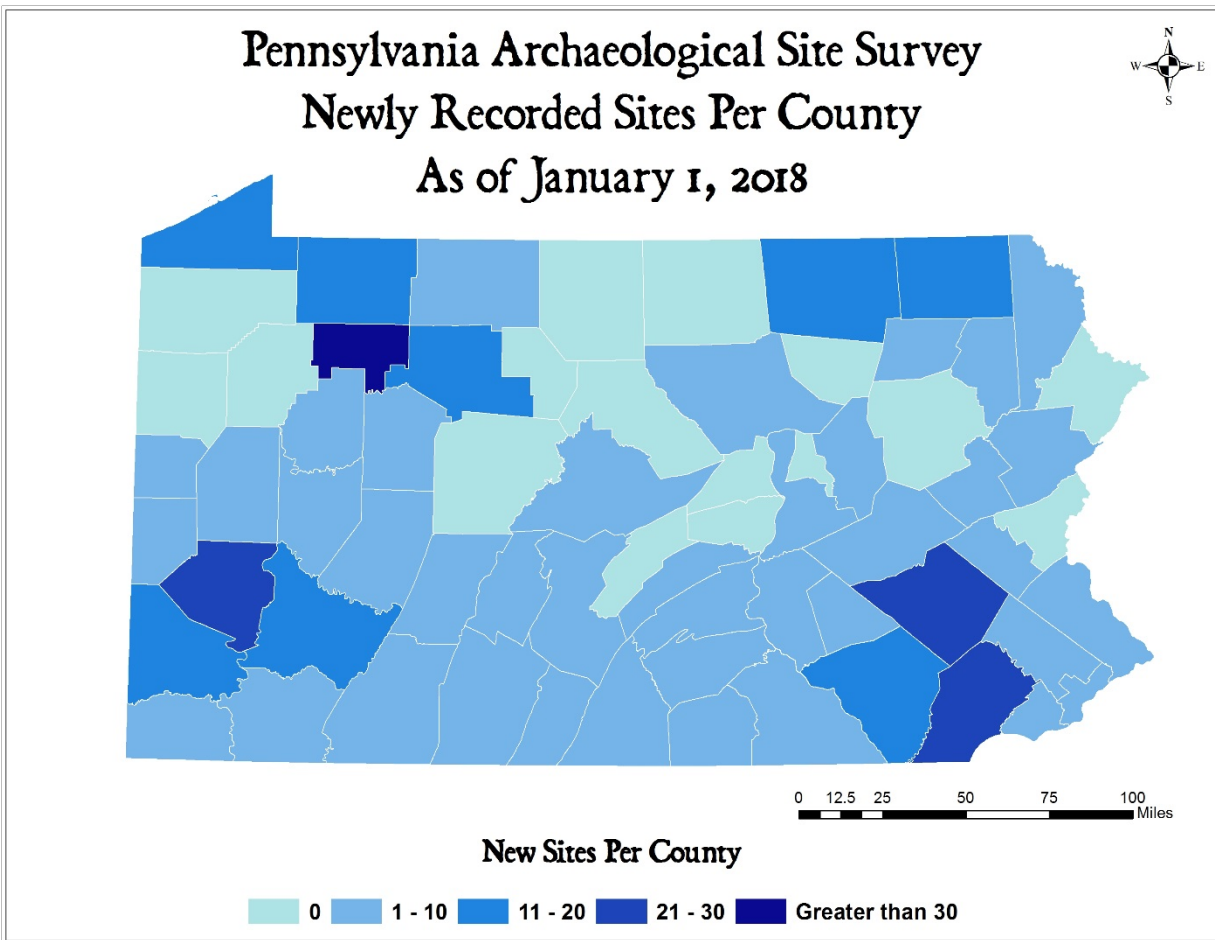 Pennsylvania Archaeological Site Survey
Newly Recorded Sites Per County
As of January 1, 2018
N
W E
S
0 12.5 25 50 75 100
Miles
New Sites Per County
0 1 - 10 11 - 20 21 - 30 Greater than 30